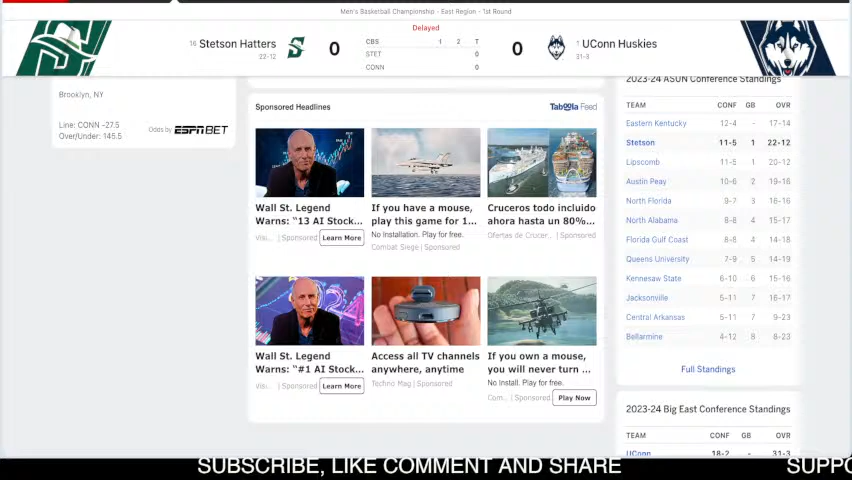 Men's Basketball Championship - East Region - 1st Round
16 Stetson Hatters
22-12
0
Delayed
CBS 1 2 T
STET 0
CONN 0
0
1 UConn Huskies
31-3
Brooklyn, NY
Line: CONN -27.5
Over/Under: 145.5
Odds by ESPN BET
Sponsored Headlines
Taboola Feed
Wall St. Legend
Warns: “13 AI Stock...
Sponsored
Learn More
If you have a mouse,
play this game for 1...
No Installation. Play for free.
Combat Siege | Sponsored
Cruceros todo incluido
ahora hasta un 80%...
Ofertas de Crucer... | Sponsored
Wall St. Legend
Warns: “#1 AI Stock...
Sponsored
Learn More
Access all TV channels
anywhere, anytime
Techno Mag | Sponsored
If you own a mouse,
you will never turn ...
No Install. Play for free.
Com... | Sponsored
Play Now
2023-24 ASUN Conference Standings
TEAM CONF GB OVR
Eastern Kentucky 12-4 - 17-14
Stetson 11-5 1 22-12
Lipscomb 11-5 1 20-12
Austin Peay 10-6 2 19-16
North Florida 9-7 3 16-16
North Alabama 8-8 4 15-17
Florida Gulf Coast 8-8 4 14-18
Queens University 7-9 5 14-19
Kennesaw State 6-10 6 15-16
Jacksonville 5-11 7 16-17
Central Arkansas 5-11 7 9-23
Bellarmine 4-12 8 8-23
Full Standings
2023-24 Big East Conference Standings
TEAM CONF GB OVR
UConn 18-2 - 31-3
SUBSCRIBE, LIKE COMMENT AND SHARE SUPPO